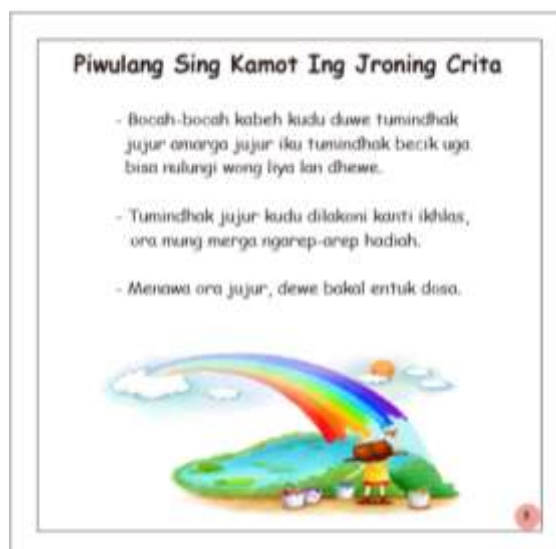 Piwulang Sing Kamot Ing Jroning Crita
- Bocah-bocah kabeh kudu duwe tumindhak
jujur amarga jujur iku tumindhak becik uga
bisa nulungi wong liya lan dhewe.
- Tumindhak jujur kudu dilakoni kanti ikhlas,
ora mung merga ngarep-arep hadiah.
- Menawa ora jujur, dewe bakal entuk dosa.